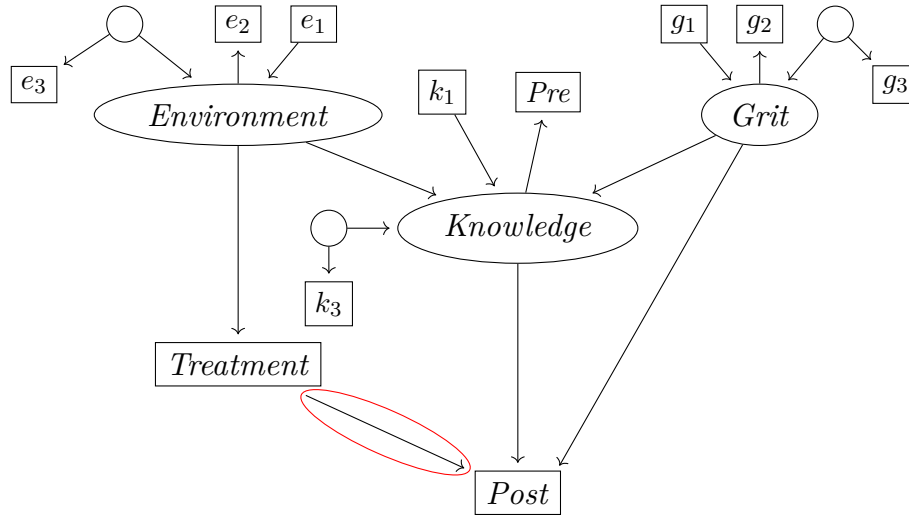 e₂ e₁ g₁ g₂
e₃ k₁ Pre g₃
Environment Grit
Knowledge
k₃
Treatment
Post